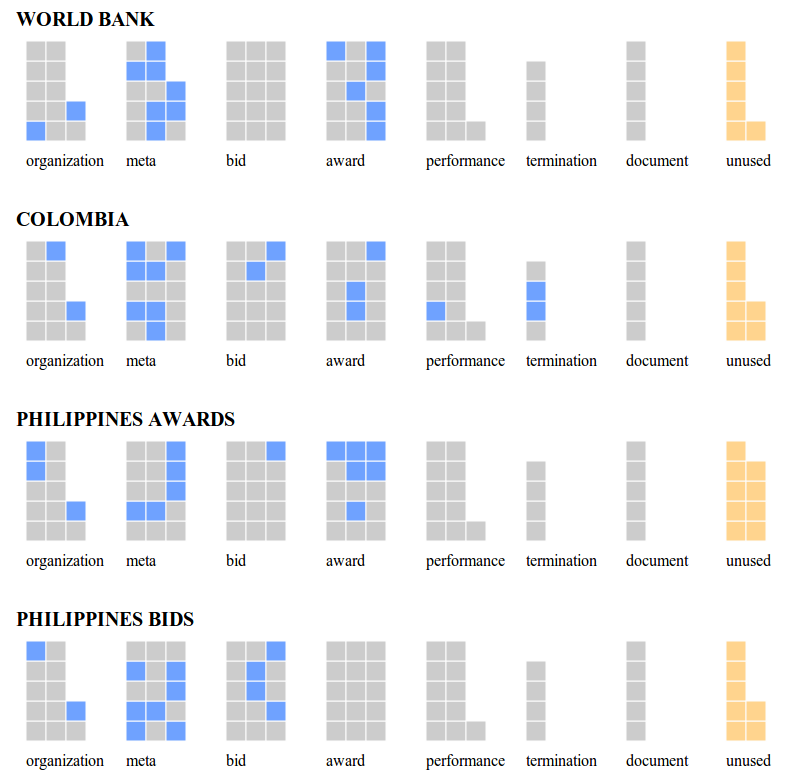 WORLD BANK
organization meta bid award performance termination document unused
COLOMBIA
organization meta bid award performance termination document unused
PHILIPPINES AWARDS
organization meta bid award performance termination document unused
PHILIPPINES BIDS
organization meta bid award performance termination document unused